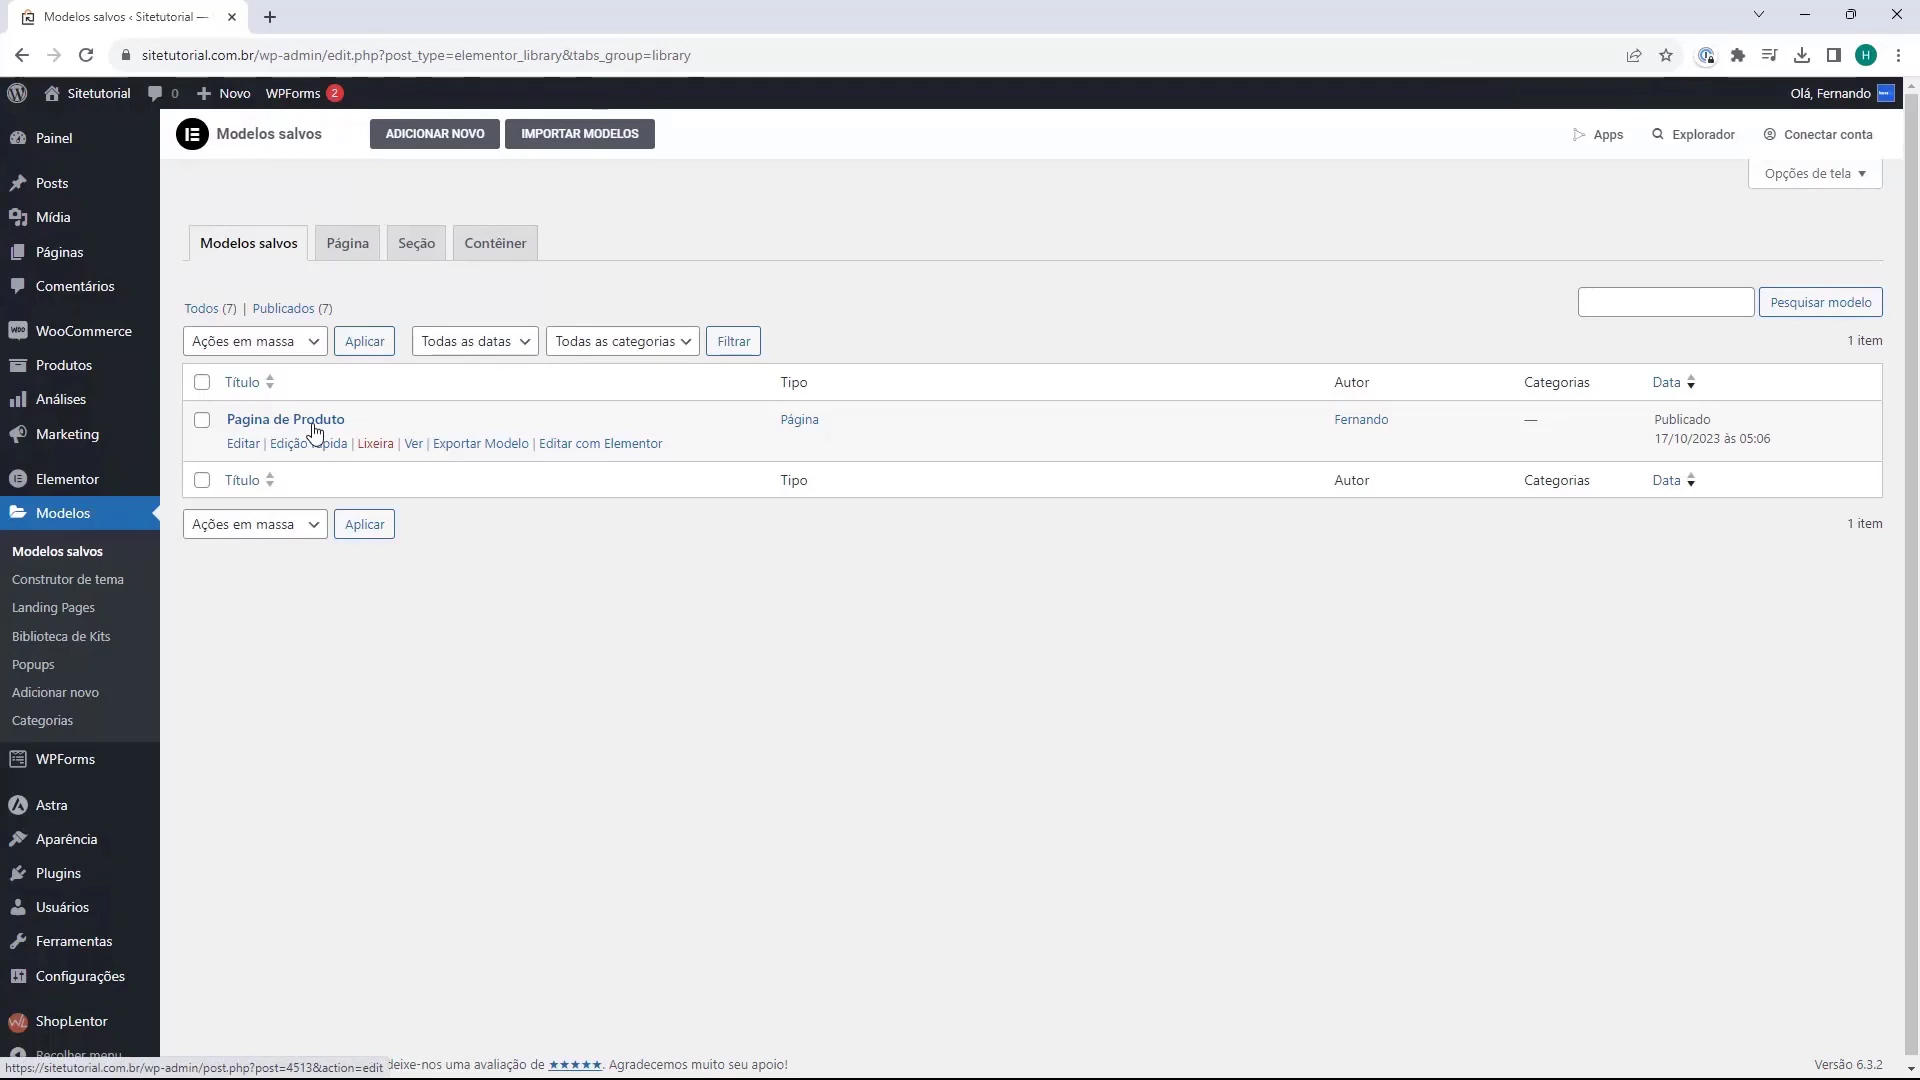 Modelos salvos ‹ Sitetutorial —
sitetutorial.com.br/wp-admin/edit.php?post_type=elementor_library&tabs_group=library
H
Sitetutorial 0 Novo WPForms 2
Olá, Fernando
Modelos salvos ADICIONAR NOVO IMPORTAR MODELOS
Apps Explorador Conectar conta
Opções de tela
Painel
Posts
Mídia
Páginas
Comentários
WooCommerce
Produtos
Análises
Marketing
Elementor
Modelos
Modelos salvos
Construtor de tema
Landing Pages
Biblioteca de Kits
Popups
Adicionar novo
Categorias
WPForms
Astra
Aparência
Plugins
Usuários
Ferramentas
Configurações
ShopLentor
Recolher menu
Modelos salvos Página Seção Contêiner
Todos (7) | Publicados (7)
Pesquisar modelo
Ações em massa Aplicar Todas as datas Todas as categorias Filtrar
1 item
Título Tipo Autor Categorias Data
Pagina de Produto Página Fernando — Publicado
17/10/2023 às 05:06
Editar | Edição rápida | Lixeira | Ver | Exportar Modelo | Editar com Elementor
Título Tipo Autor Categorias Data
Ações em massa Aplicar
1 item
deixe-nos uma avaliação de ★★★★★. Agradecemos muito seu apoio!
Versão 6.3.2
https://sitetutorial.com.br/wp-admin/post.php?post=4513&action=edit